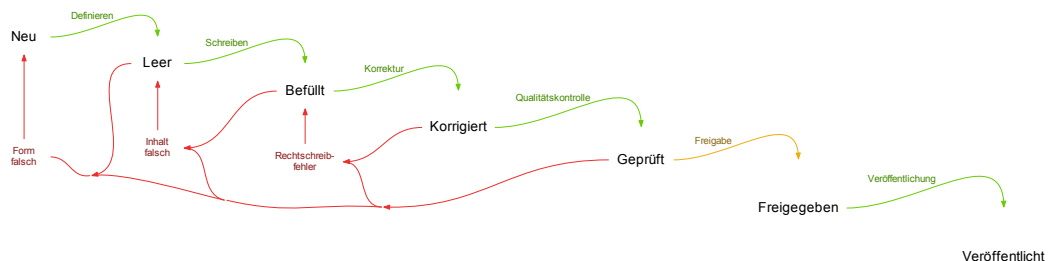 Definieren
Neu
Schreiben
Leer
Korrektur
Befüllt
Qualitätskontrolle
Korrigiert
Form
falsch
Inhalt
falsch
Rechtschreib-
fehler
Freigabe
Geprüft
Veröffentlichung
Freigegeben
Veröffentlicht